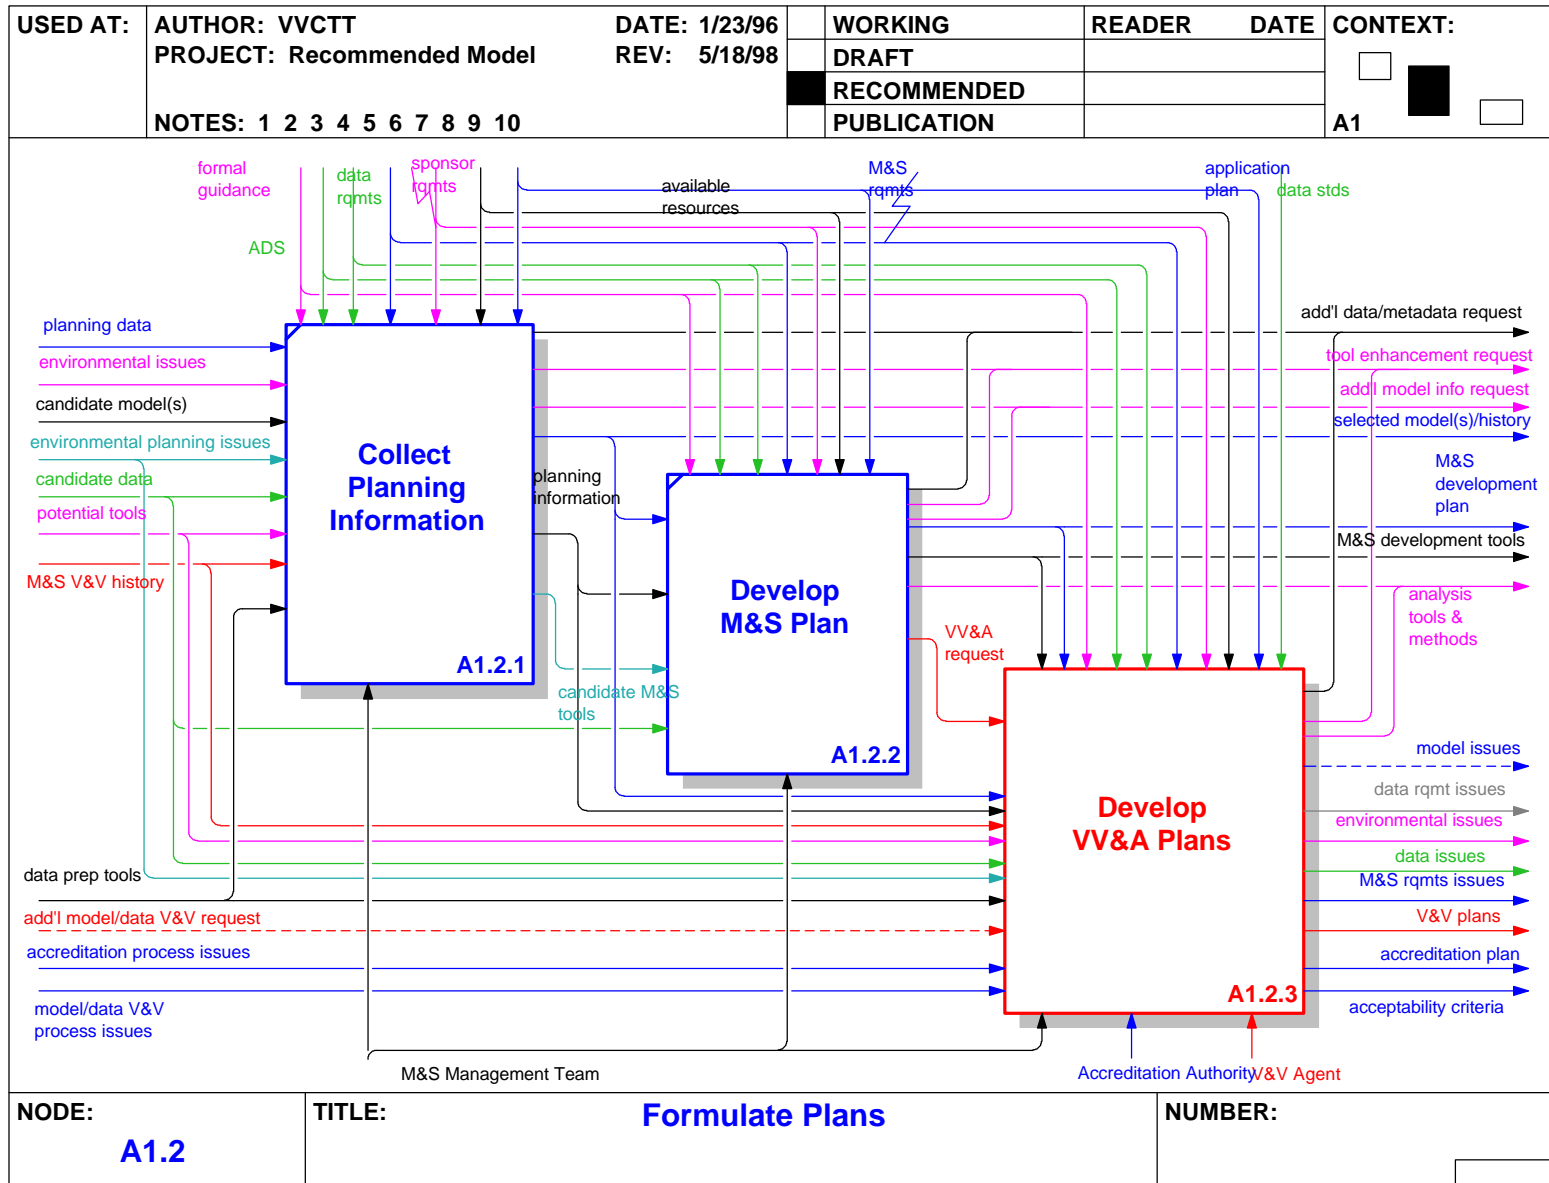 USED AT:
AUTHOR: VVCTT
DATE: 1/23/96
PROJECT: Recommended Model
REV: 5/18/98
NOTES: 1 2 3 4 5 6 7 8 9 10
WORKING
DRAFT
RECOMMENDED
PUBLICATION
READER
DATE
CONTEXT:
A1
formal
guidance
data
rqmts
sponsor
rqmts
available
resources
M&S
rqmts
application
plan
data stds
ADS
planning data
environmental issues
candidate model(s)
environmental planning issues
candidate data
potential tools
M&S V&V history
data prep tools
add'l model/data V&V request
accreditation process issues
model/data V&V
process issues
Collect
Planning
Information
A1.2.1
planning
information
candidate M&S
tools
Develop
M&S Plan
A1.2.2
VV&A
request
Develop
VV&A Plans
A1.2.3
add'l data/metadata request
tool enhancement request
add'l model info request
selected model(s)/history
M&S
development
plan
M&S development tools
analysis
tools &
methods
model issues
data rqmt issues
environmental issues
data issues
M&S rqmts issues
V&V plans
accreditation plan
acceptability criteria
M&S Management Team
Accreditation Authority
V&V Agent
NODE:
A1.2
TITLE:
Formulate Plans
NUMBER: